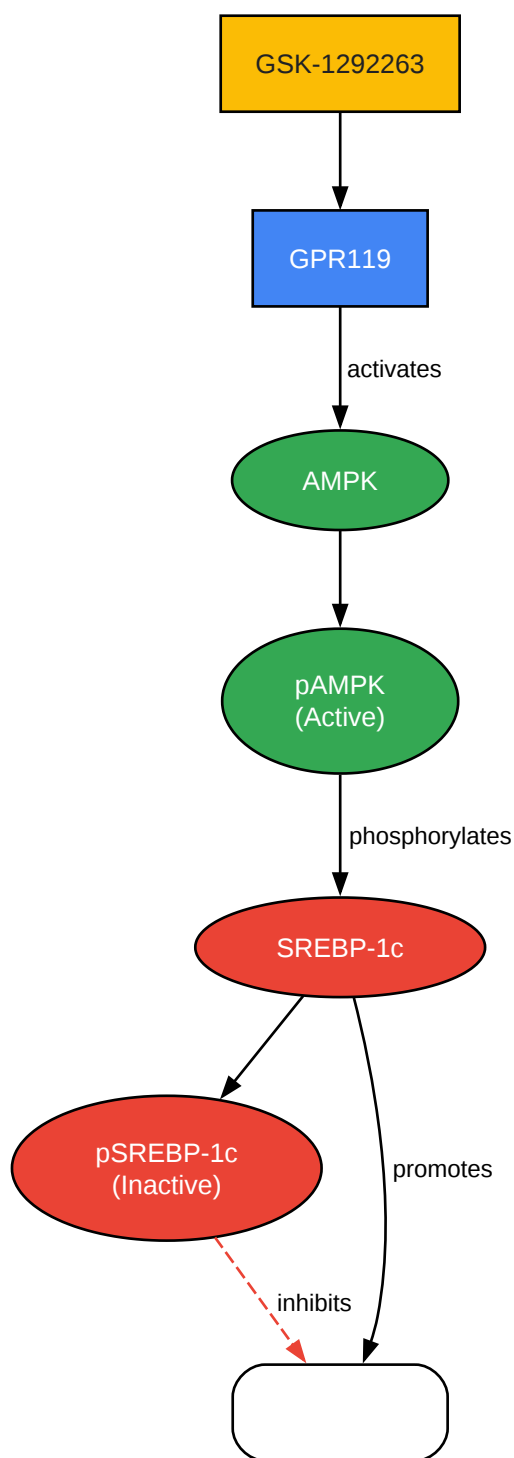 GSK-1292263
GPR119
activates
AMPK
pAMPK
(Active)
phosphorylates
SREBP-1c
pSREBP-1c
(Inactive)
promotes
inhibits